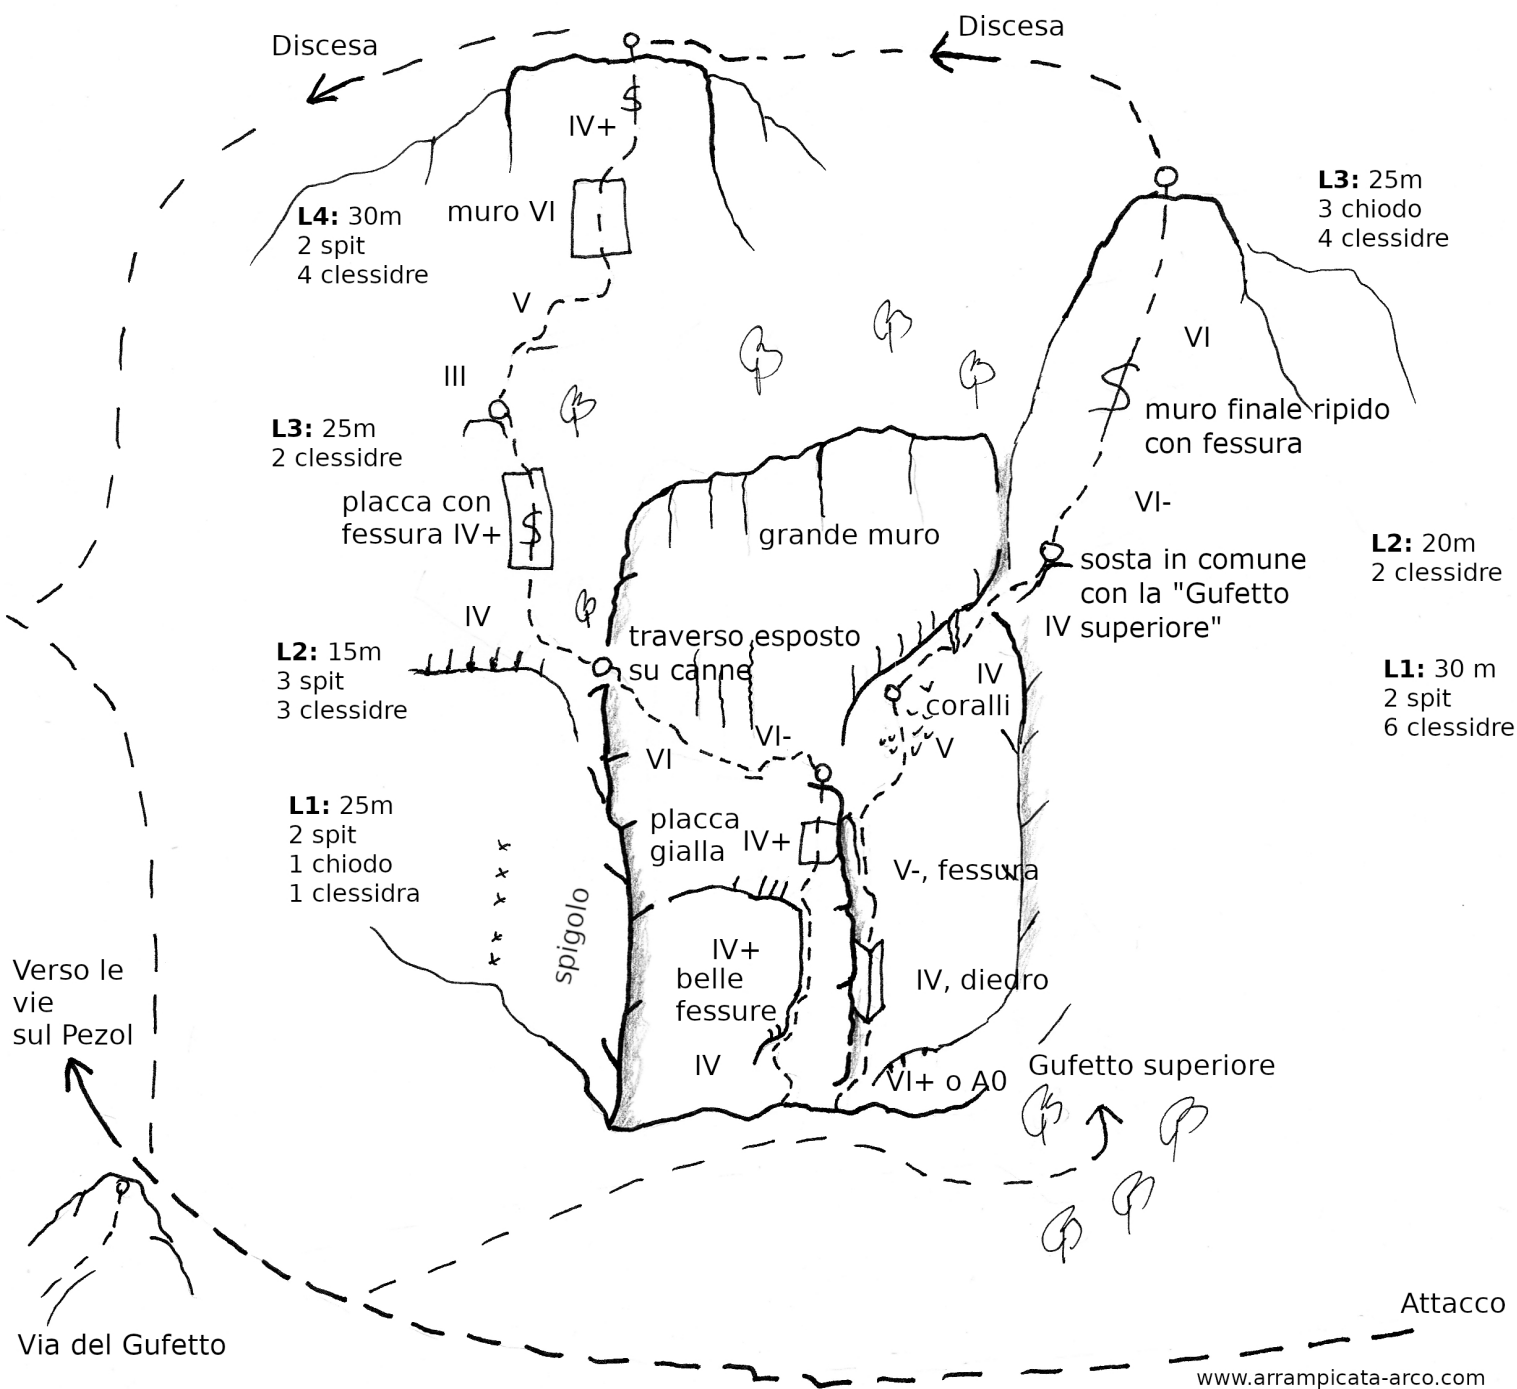 Discesa
Discesa
IV+
L4: 30m
2 spit
4 clessidre
muro VI
L3: 25m
3 chiodo
4 clessidre
V
VI
III
muro finale ripido
con fessura
L3: 25m
2 clessidre
placca con
fessura IV+
grande muro
VI-
sosta in comune
con la "Gufetto
superiore"
L2: 20m
2 clessidre
IV
IV
traverso esposto
su canne
L2: 15m
3 spit
3 clessidre
IV
coralli
L1: 30 m
2 spit
6 clessidre
VI
VI-
V
L1: 25m
2 spit
1 chiodo
1 clessidra
placca
gialla
IV+
V-, fessura
spigolo
IV+
belle
fessure
IV, diedro
Verso le
vie
sul Pezol
IV
VI+ o A0
Gufetto superiore
Via del Gufetto
Attacco
www.arrampicata-arco.com